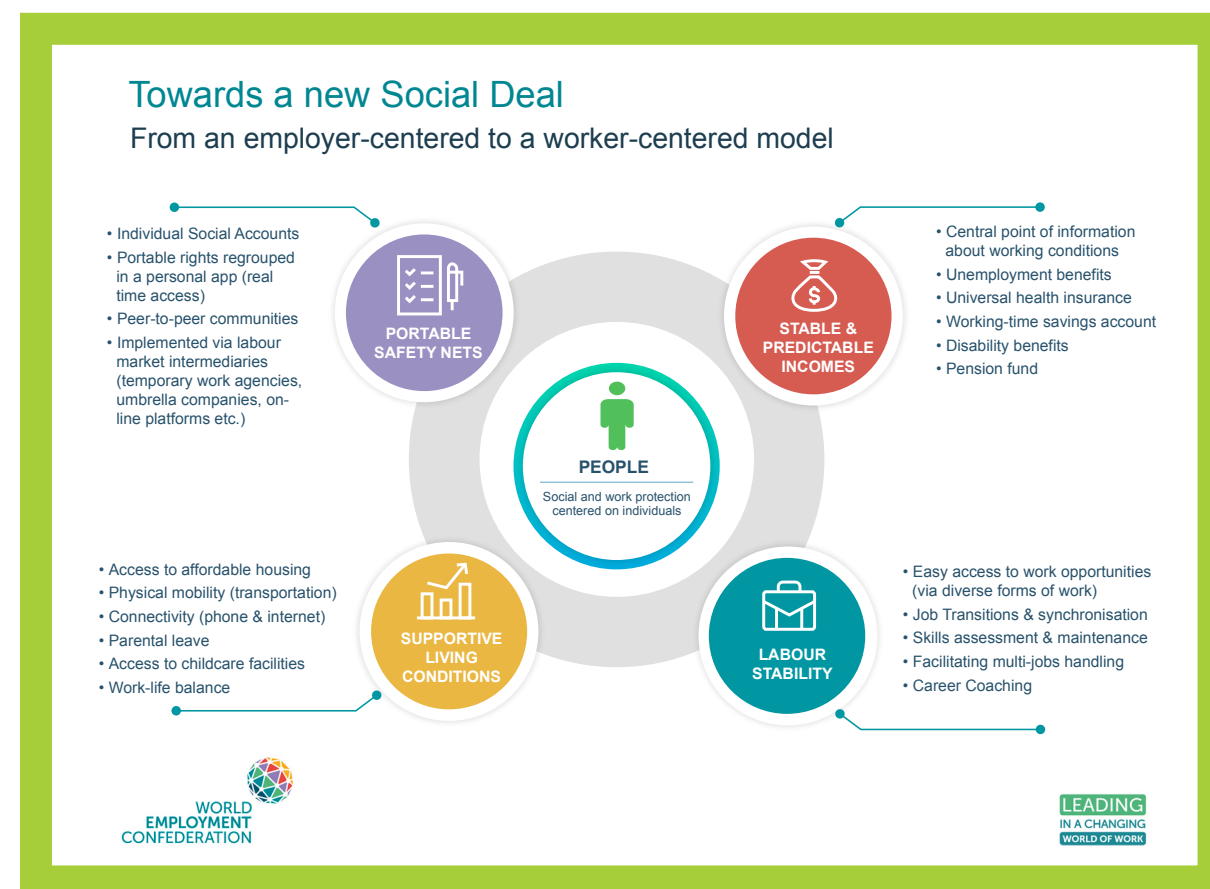 Towards a new Social Deal
From an employer-centered to a worker-centered model
• Individual Social Accounts
• Portable rights regrouped
in a personal app (real
time access)
• Peer-to-peer communities
• Implemented via labour
market intermediaries
(temporary work agencies,
umbrella companies, on-
line platforms etc.)
PORTABLE
SAFETY NETS
$
STABLE &
PREDICTABLE
INCOMES
• Central point of information
about working conditions
• Unemployment benefits
• Universal health insurance
• Working-time savings account
• Disability benefits
• Pension fund
PEOPLE
Social and work protection
centered on individuals
• Access to affordable housing
• Physical mobility (transportation)
• Connectivity (phone & internet)
• Parental leave
• Access to childcare facilities
• Work-life balance
SUPPORTIVE
LIVING
CONDITIONS
LABOUR
STABILITY
• Easy access to work opportunities
(via diverse forms of work)
• Job Transitions & synchronisation
• Skills assessment & maintenance
• Facilitating multi-jobs handling
• Career Coaching
WORLD
EMPLOYMENT
CONFEDERATION
LEADING
IN A CHANGING
WORLD OF WORK